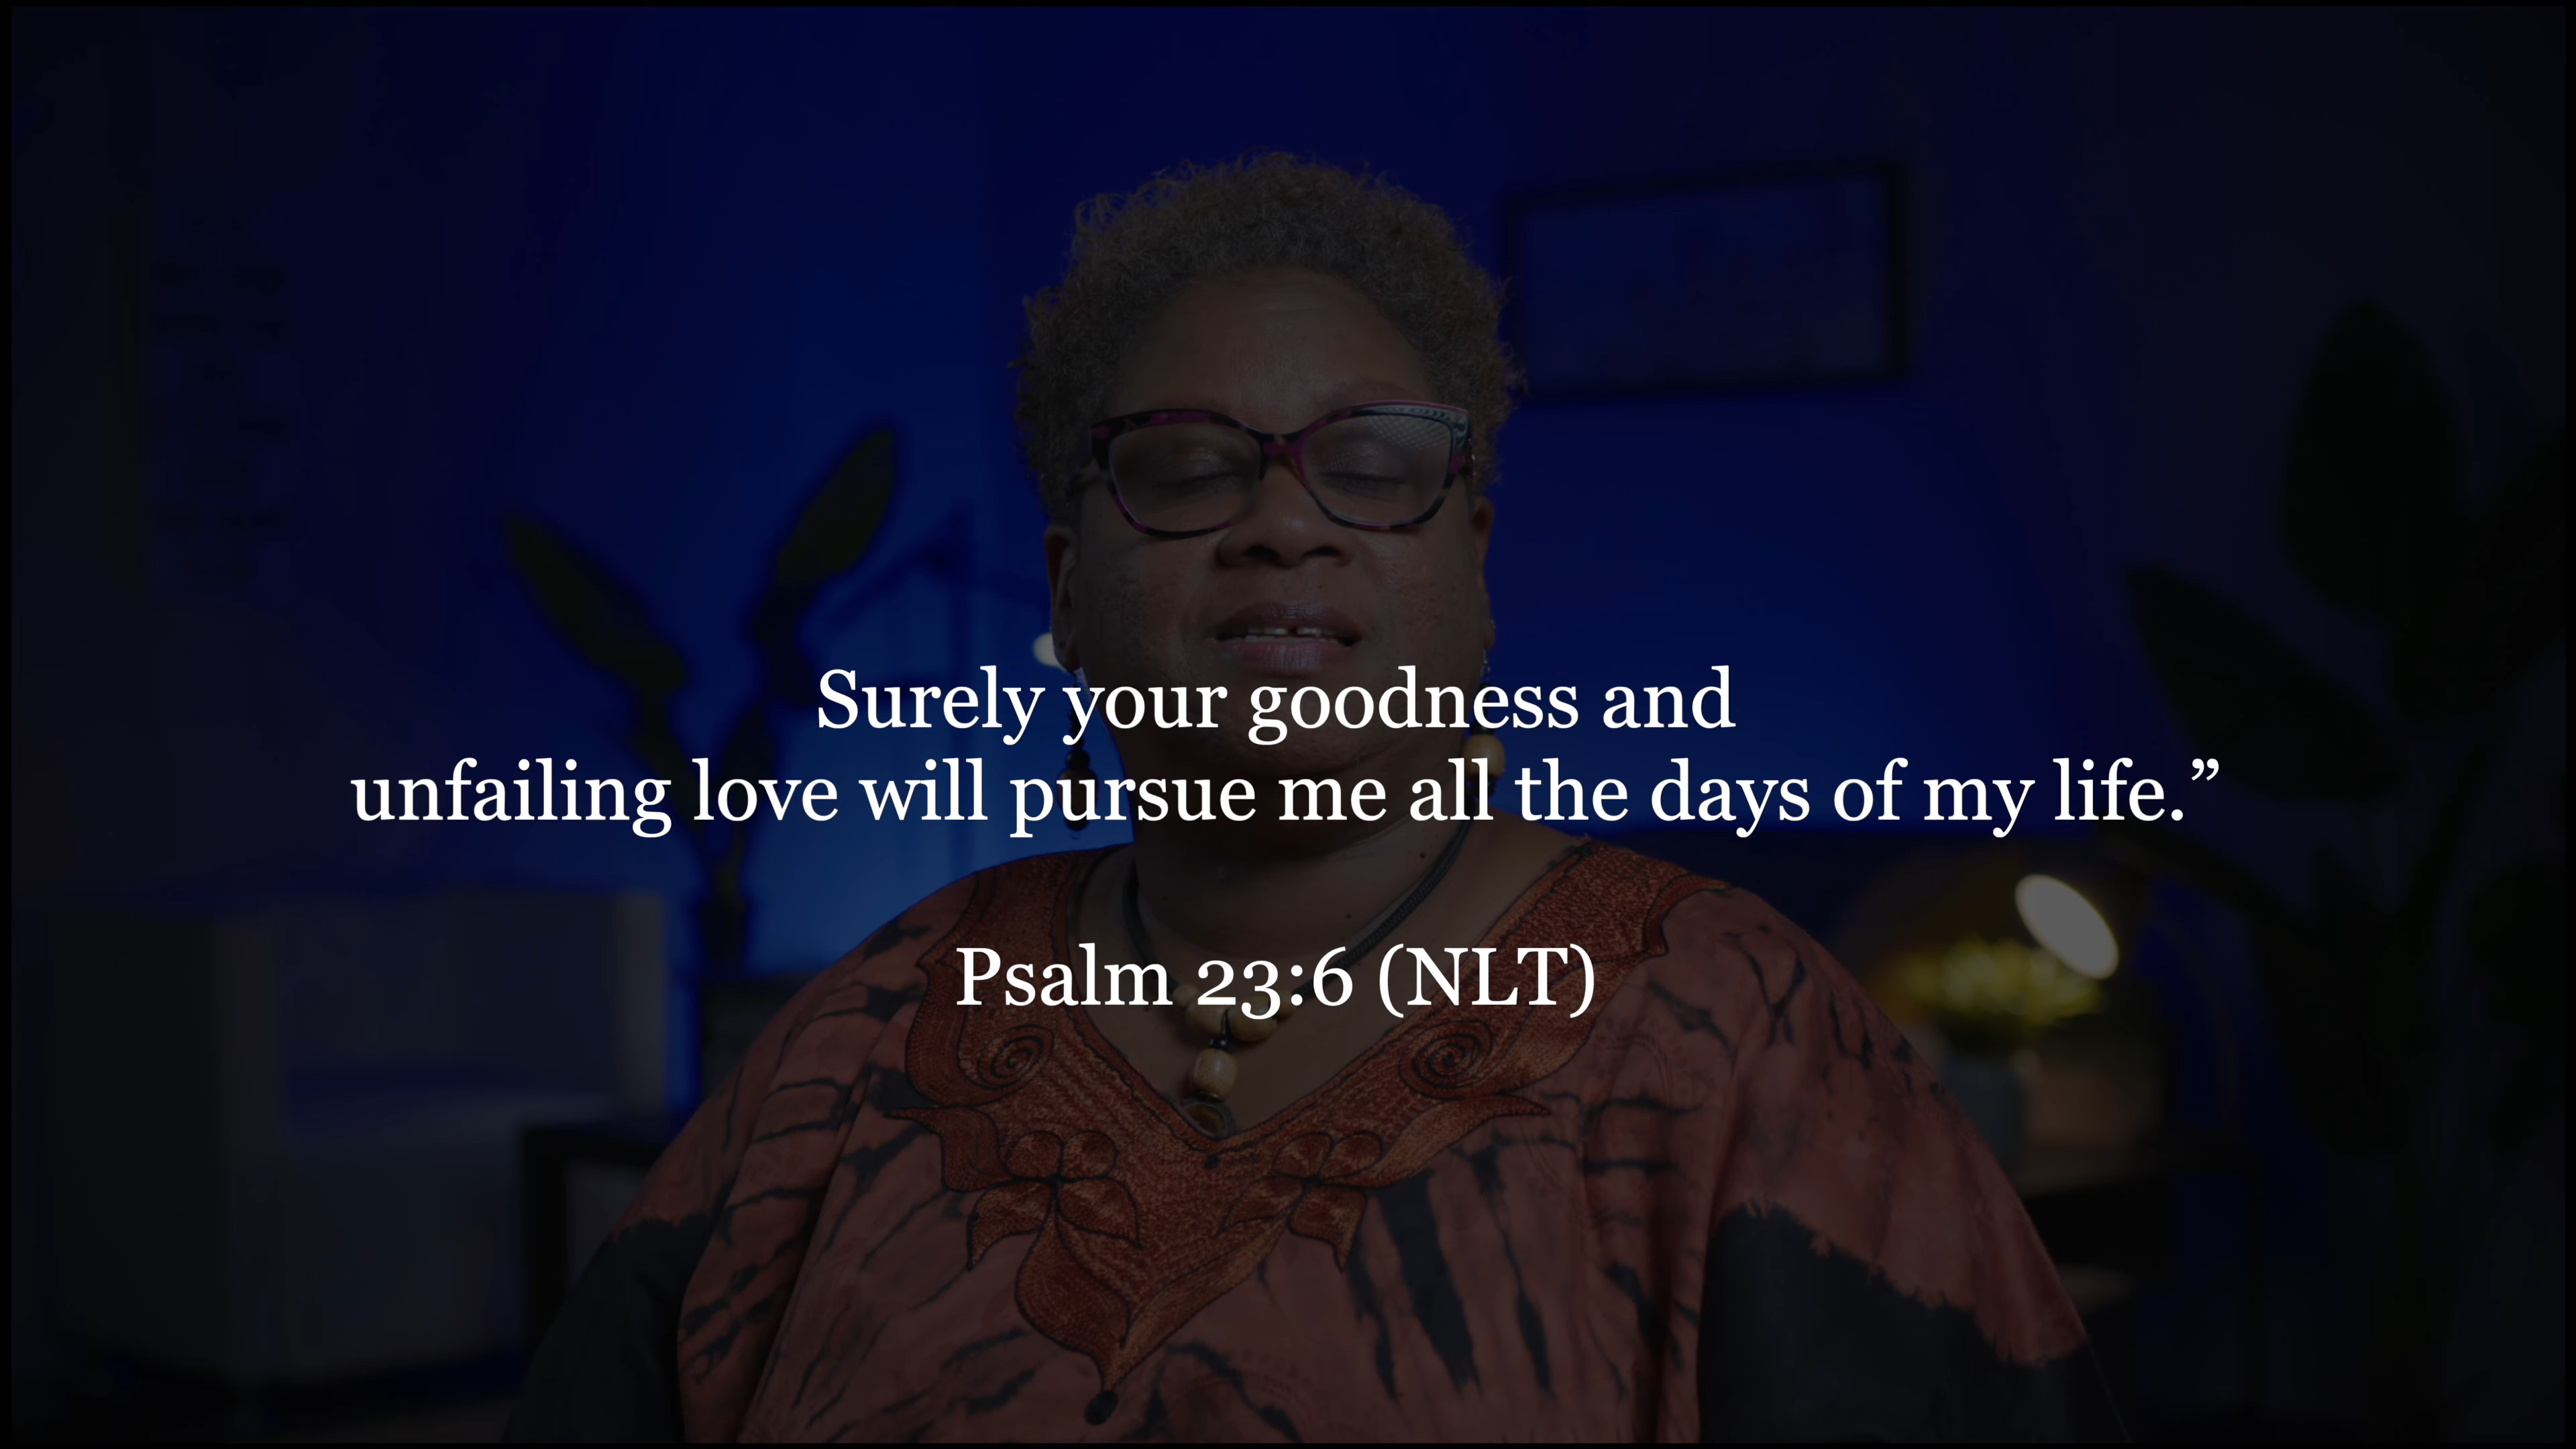 Surely your goodness and
unfailing love will pursue me all the days of my life.”
Psalm 23:6 (NLT)